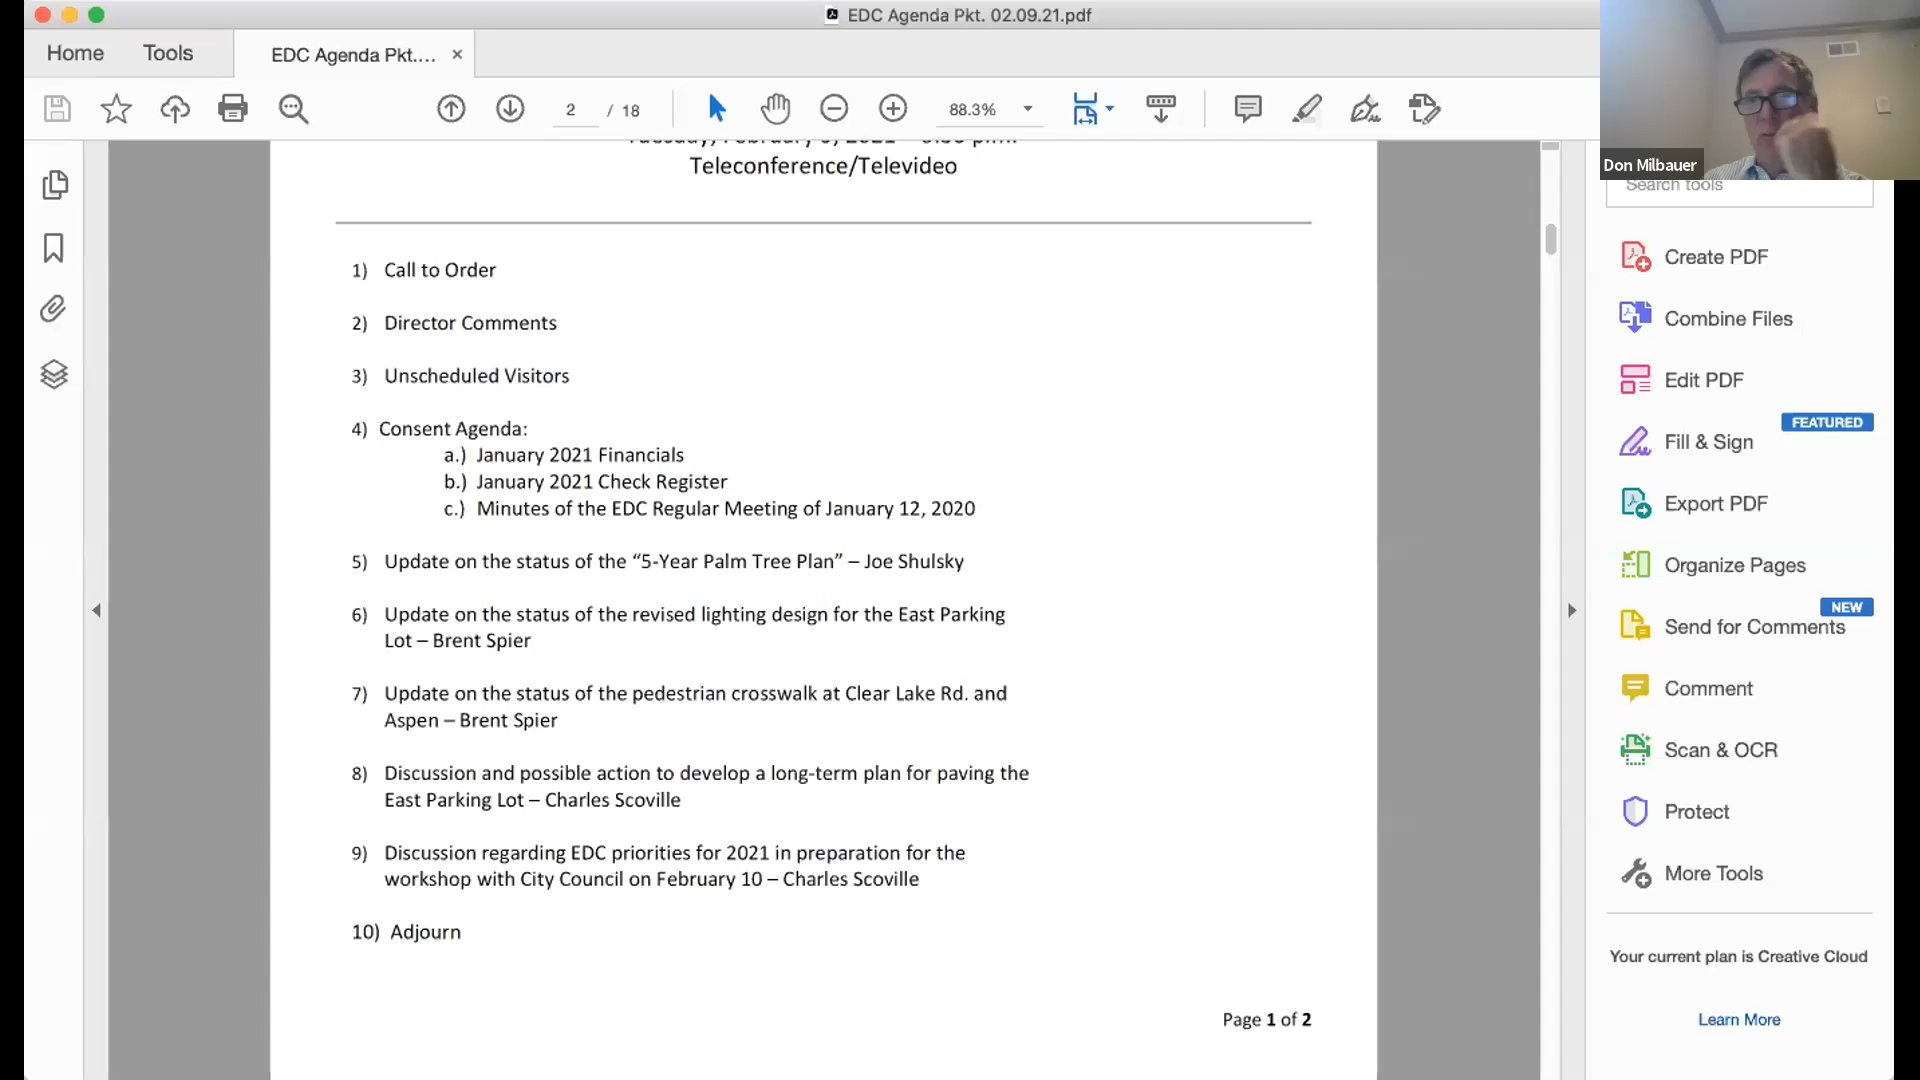 EDC Agenda Pkt. 02.09.21.pdf
Home
Tools
EDC Agenda Pkt....
2 / 18
88.3%
Don Milbauer
Search tools
Teleconference/Televideo
1) Call to Order
2) Director Comments
3) Unscheduled Visitors
4) Consent Agenda:
a.) January 2021 Financials
b.) January 2021 Check Register
c.) Minutes of the EDC Regular Meeting of January 12, 2020
5) Update on the status of the “5-Year Palm Tree Plan” – Joe Shulsky
6) Update on the status of the revised lighting design for the East Parking
Lot – Brent Spier
7) Update on the status of the pedestrian crosswalk at Clear Lake Rd. and
Aspen – Brent Spier
8) Discussion and possible action to develop a long-term plan for paving the
East Parking Lot – Charles Scoville
9) Discussion regarding EDC priorities for 2021 in preparation for the
workshop with City Council on February 10 – Charles Scoville
10) Adjourn
Page 1 of 2
Create PDF
Combine Files
Edit PDF
FEATURED
Fill & Sign
Export PDF
Organize Pages
NEW
Send for Comments
Comment
Scan & OCR
Protect
More Tools
Your current plan is Creative Cloud
Learn More